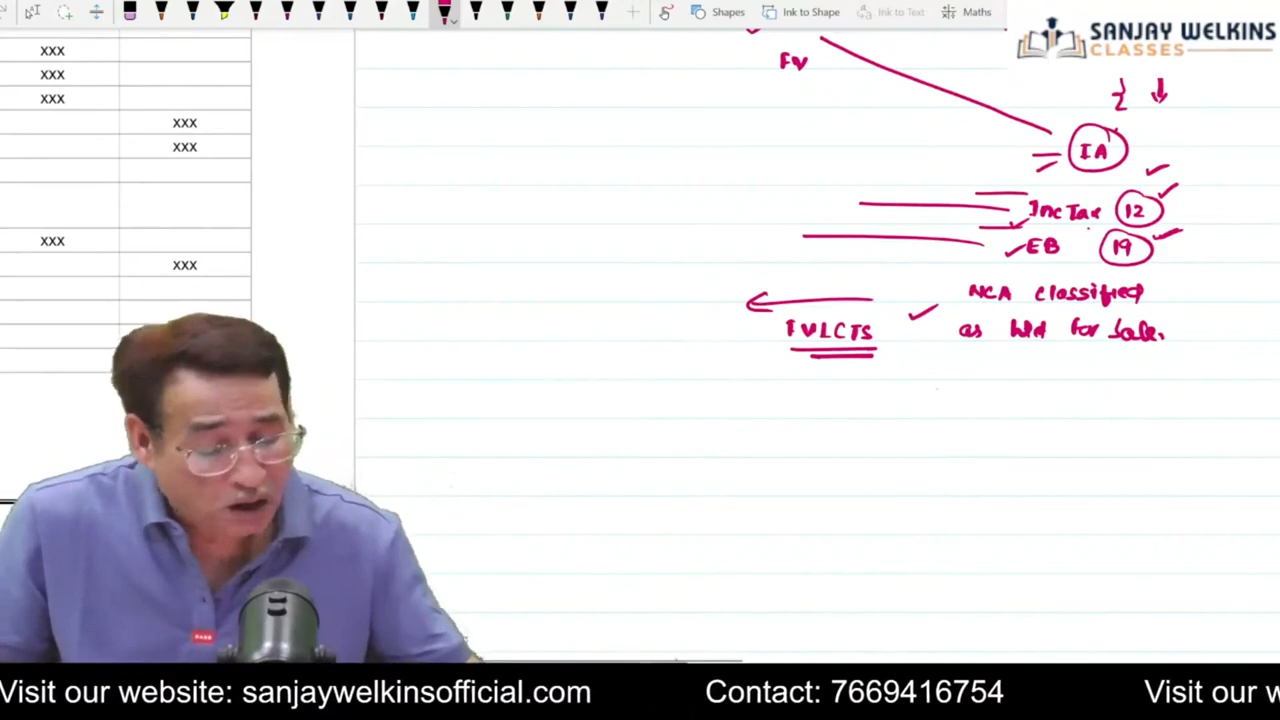 Shapes
Ink to Shape
Ink to Text
Maths
SANJAY WELKINS
CLASSES
xxx
xxx
xxx
xxx
xxx
xxx
xxx
FV
IA
Inc Tax 12
EB 19
NCA classified
as held for sale.
FVLCTS
Visit our website: sanjaywelkinsofficial.com Contact: 7669416754 Visit our w